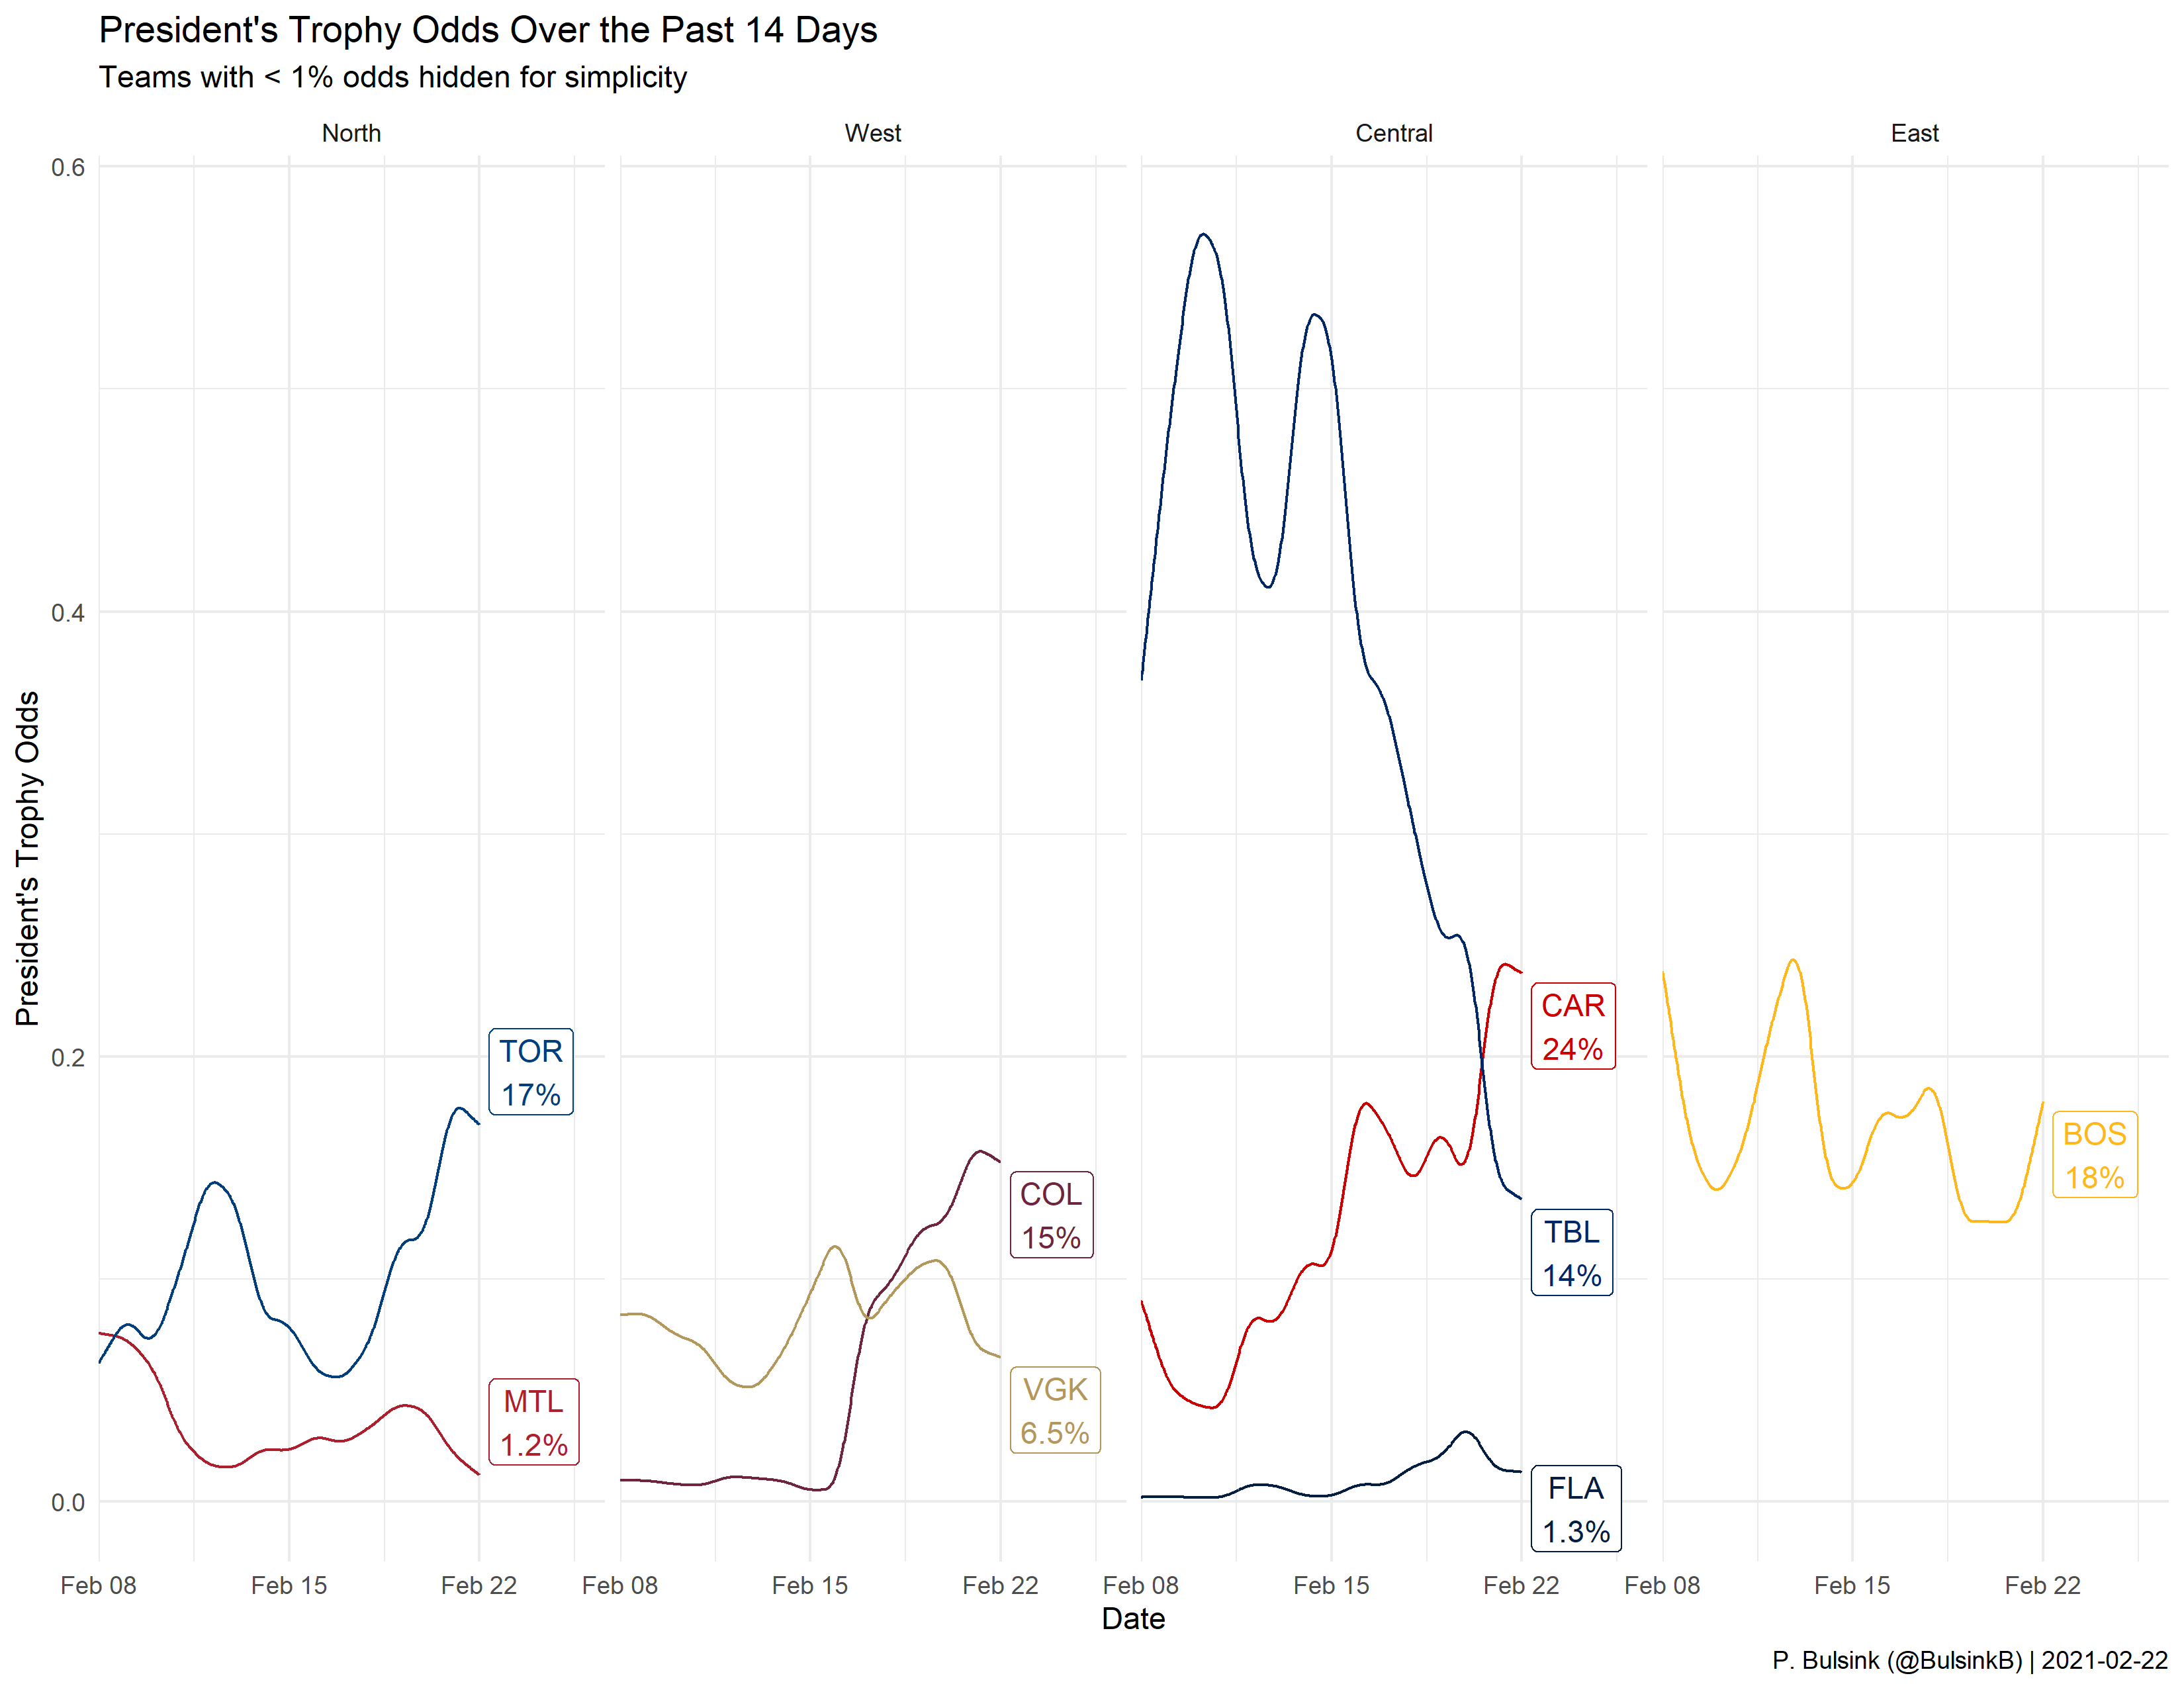 President's Trophy Odds Over the Past 14 Days
Teams with < 1% odds hidden for simplicity
North
West
Central
East
0.6
0.4
0.2
0.0
President's Trophy Odds
TOR
17%
MTL
1.2%
COL
15%
VGK
6.5%
CAR
24%
TBL
14%
FLA
1.3%
BOS
18%
Feb 08
Feb 15
Feb 22
Feb 08
Feb 15
Feb 22
Feb 08
Feb 15
Feb 22
Feb 08
Feb 15
Feb 22
Date
P. Bulsink (@BulsinkB) | 2021-02-22